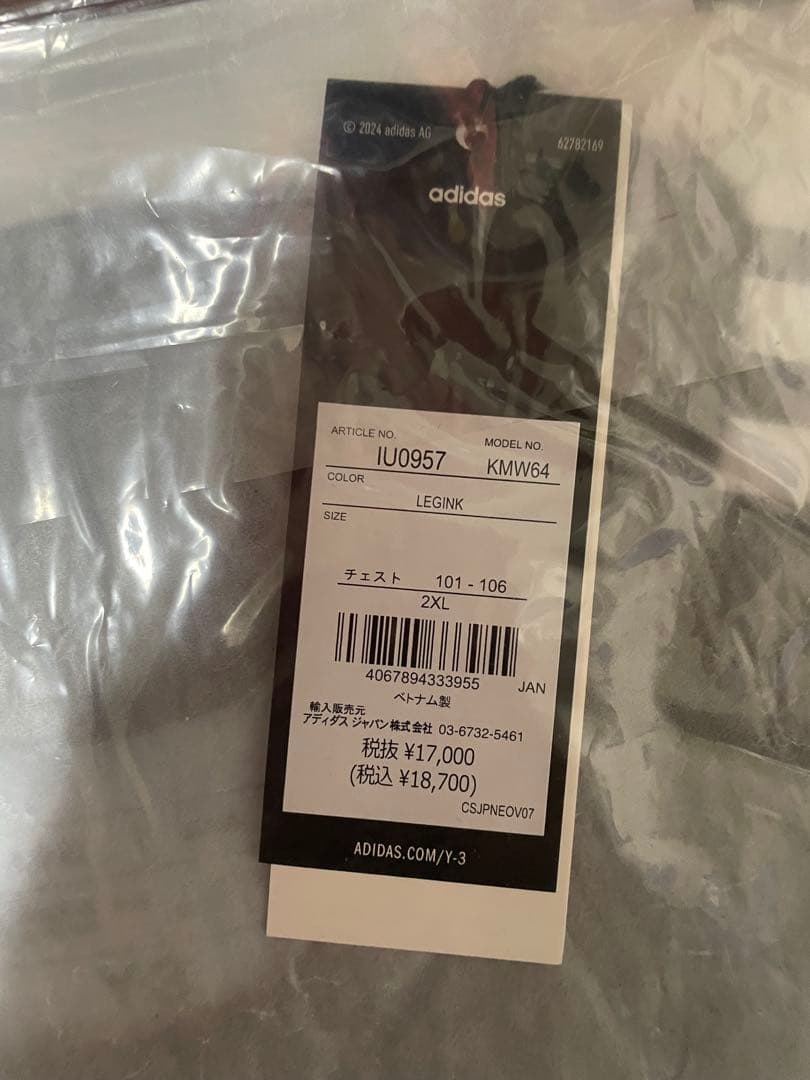 © 2024 adidas AG
62782169
adidas
ARTICLE NO.
MODEL NO.
IU0957
KMW64
COLOR
LEGINK
SIZE
チェスト 101 - 106
2XL
4067894333955 JAN
ベトナム製
輸入販売元
アディダス ジャパン株式会社 03-6732-5461
税抜 ¥17,000
(税込 ¥18,700)
CSJPNEOV07
ADIDAS.COM/Y-3